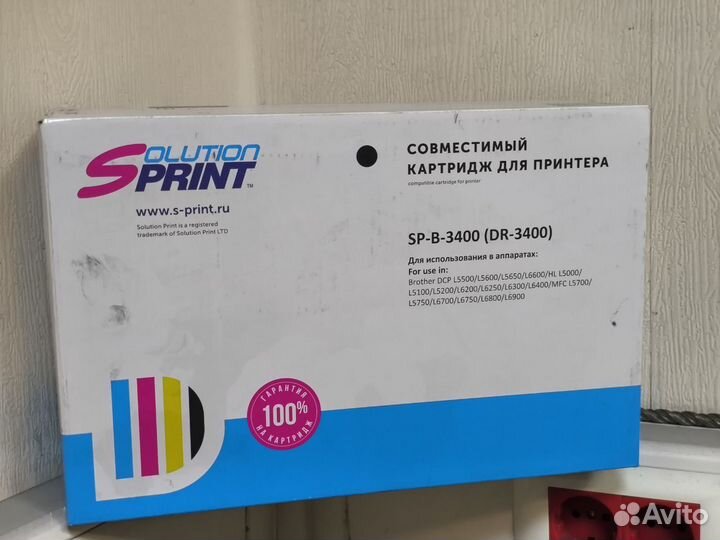 SOLUTION
SPRINT™
www.s-print.ru
Solution Print is a registered
trademark of Solution Print LTD
СОВМЕСТИМЫЙ
КАРТРИДЖ ДЛЯ ПРИНТЕРА
compatible cartridge for printer
SP-B-3400 (DR-3400)
Для использования в аппаратах:
For use in:
Brother DCP L5500/L5600/L5650/L6600/HL L5000/
L5100/L5200/L6200/L6250/L6300/L6400/MFC L5700/
L5750/L6700/L6750/L6800/L6900
ГАРАНТИЯ
100%
НА КАРТРИДЖ
Avito